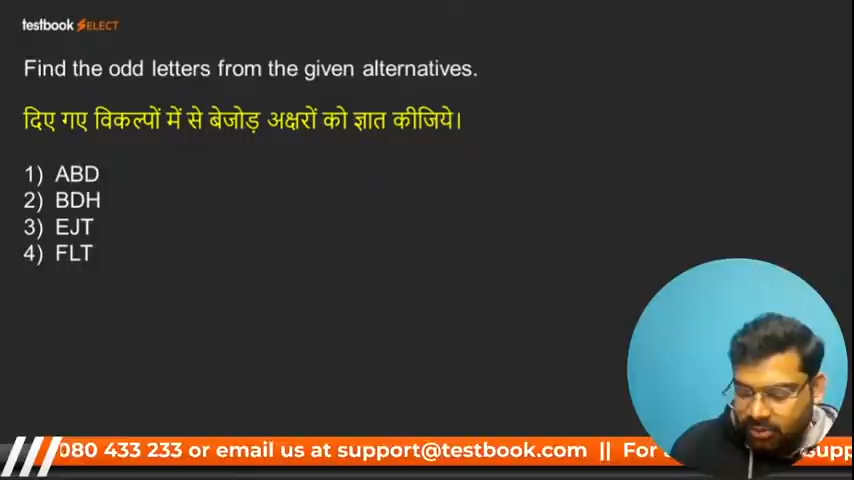 testbook SELECT
Find the odd letters from the given alternatives.
दिए गए विकल्पों में से बेजोड़ अक्षरों को ज्ञात कीजिये।
1) ABD
2) BDH
3) EJT
4) FLT
080 433 233 or email us at support@testbook.com || For